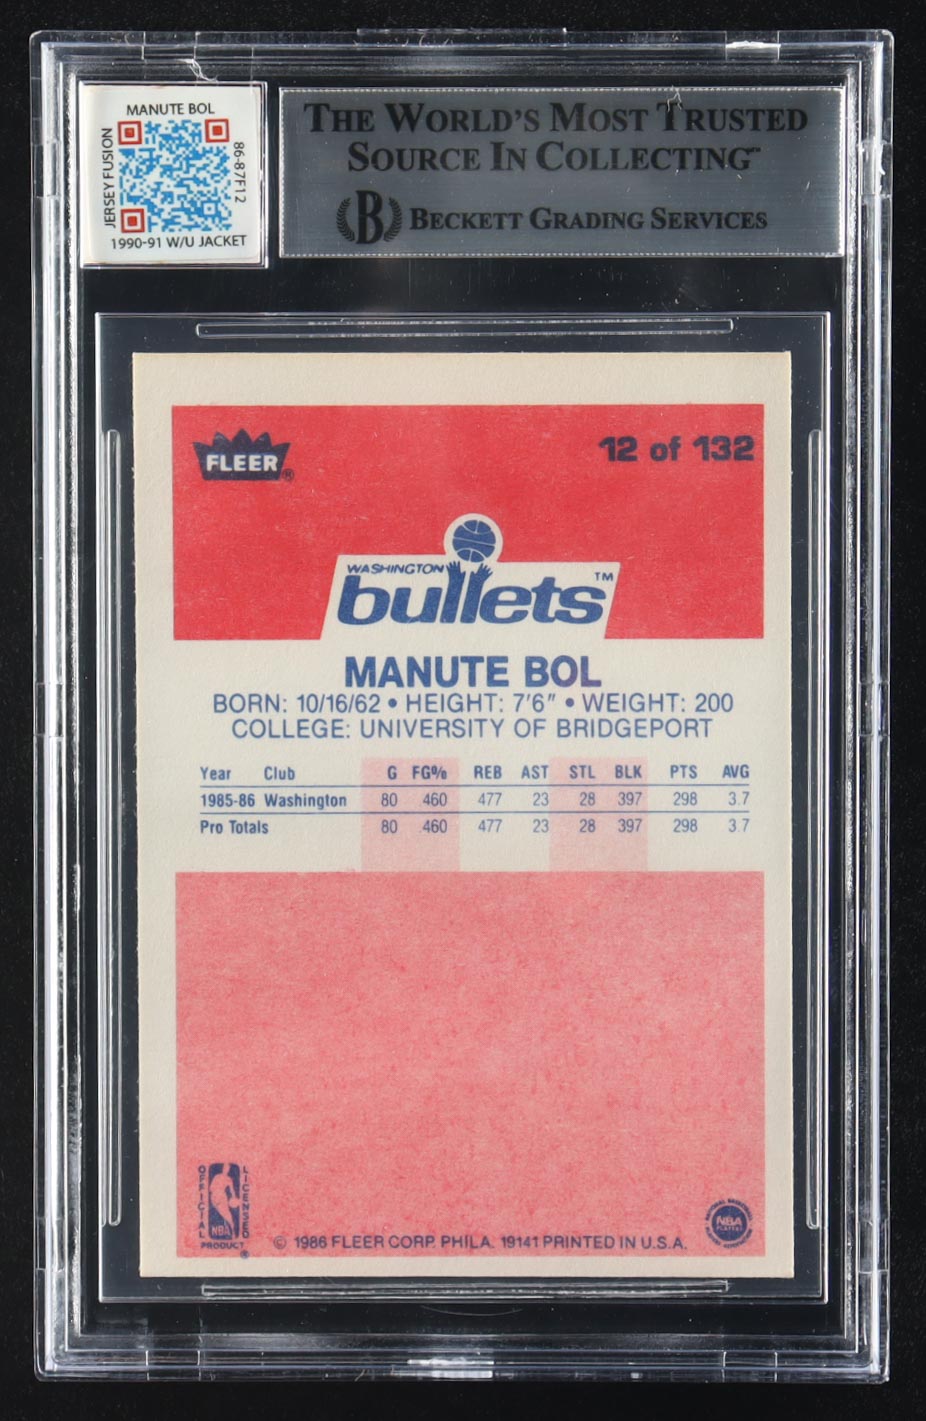 MANUTE BOL
JERSEY FUSION
86-87F12
1990-91 W/U JACKET
THE WORLD'S MOST TRUSTED
SOURCE IN COLLECTING™
B BECKETT GRADING SERVICES
FLEER®
12 of 132
WASHINGTON
bullets™
MANUTE BOL
BORN: 10/16/62 • HEIGHT: 7'6" • WEIGHT: 200
COLLEGE: UNIVERSITY OF BRIDGEPORT
Year Club G FG% REB AST STL BLK PTS AVG
1985-86 Washington 80 460 477 23 28 397 298 3.7
Pro Totals 80 460 477 23 28 397 298 3.7
OFFICIAL
LICENSED
NBA
PRODUCT ®
© 1986 FLEER CORP. PHILA. 19141 PRINTED IN U.S.A.
NBA
PLAYERS